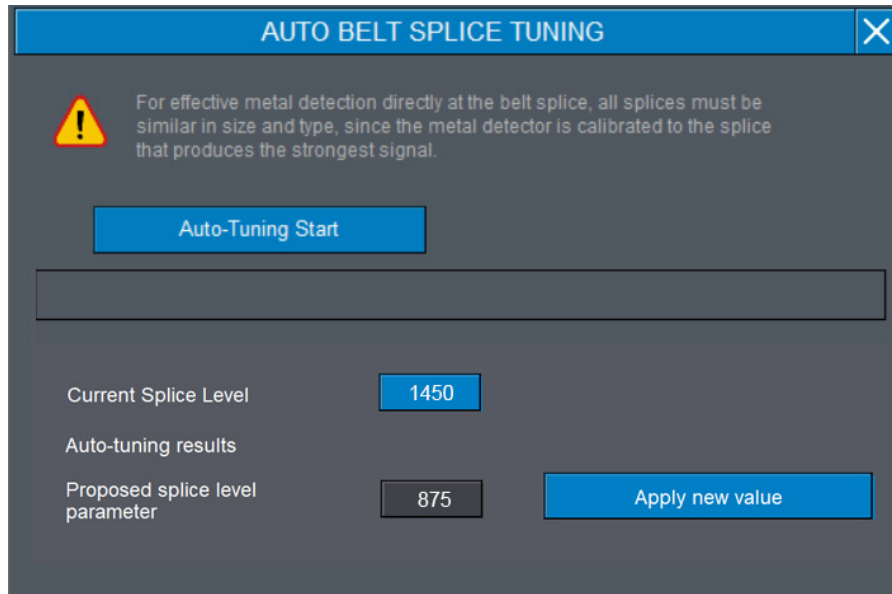 AUTO BELT SPLICE TUNING
For effective metal detection directly at the belt splice, all splices must be
similar in size and type, since the metal detector is calibrated to the splice
that produces the strongest signal.
Auto-Tuning Start
Current Splice Level
1450
Auto-tuning results
Proposed splice level
parameter
875
Apply new value